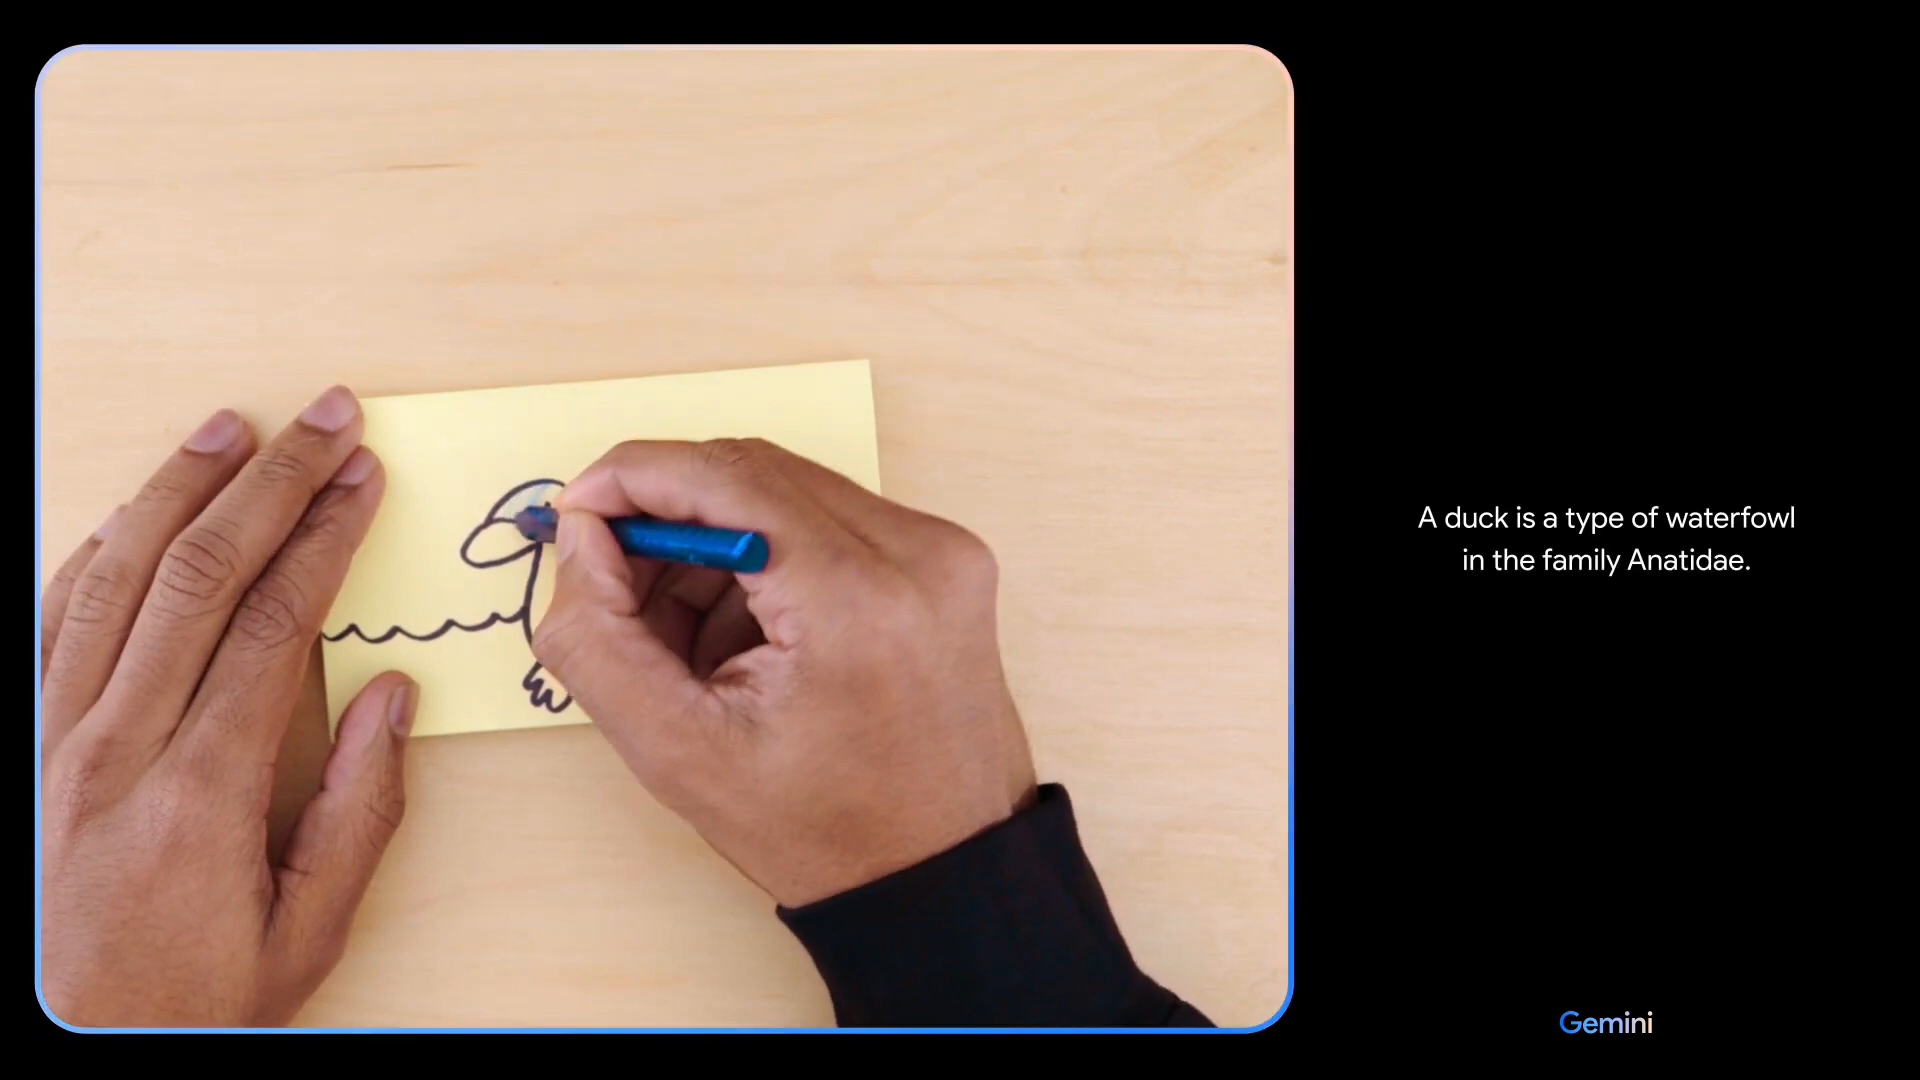 A duck is a type of waterfowl
in the family Anatidae.
Gemini